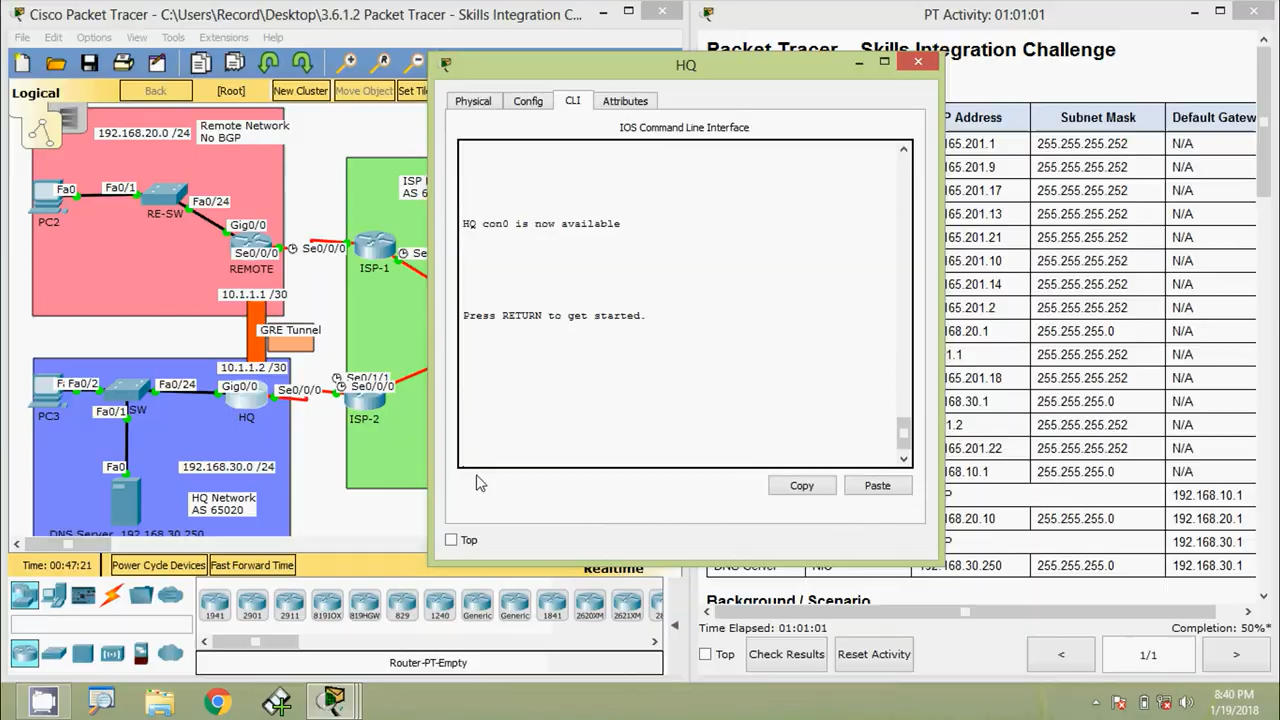 Cisco Packet Tracer - C:\Users\Record\Desktop\3.6.1.2 Packet Tracer - Skills Integration C...
File Edit Options View Tools Extensions Help
Logical
Back
[Root]
New Cluster
Move Object
Set Til
192.168.20.0 /24
Remote Network
No BGP
Fa0
Fa0/1
Fa0/24
PC2
RE-SW
Gig0/0
Se0/0/0
REMOTE
Se0/0/0
ISP-1
Se
10.1.1.1 /30
GRE Tunnel
10.1.1.2 /30
Fa0/2
Fa0/24
Gig0/0
Se0/0/0
Se0/1/1
Se0/0/0
PC3
Fa0/1
SW
HQ
ISP-2
Fa0
192.168.30.0 /24
HQ Network
AS 65020
DNS Server 192.168.30.250
Time: 00:47:21
Power Cycle Devices
Fast Forward Time
Realtime
1941
2901
2911
819IOX
819HGW
829
1240
Generic
Generic
1841
2620XM
2621XM
Router-PT-Empty
HQ
Physical
Config
CLI
Attributes
IOS Command Line Interface
HQ con0 is now available
Press RETURN to get started.
Copy
Paste
Top
PT Activity: 01:01:01
Packet Tracer Skills Integration Challenge
P Address
Subnet Mask
Default Gatew
165.201.1 255.255.255.252 N/A
165.201.9 255.255.255.252 N/A
165.201.17 255.255.255.252 N/A
165.201.13 255.255.255.252 N/A
165.201.21 255.255.255.252 N/A
165.201.10 255.255.255.252 N/A
165.201.14 255.255.255.252 N/A
165.201.2 255.255.255.252 N/A
168.20.1 255.255.255.0 N/A
.1.1 255.255.255.252 N/A
165.201.18 255.255.255.252 N/A
168.30.1 255.255.255.0 N/A
.1.2 255.255.255.252 N/A
165.201.22 255.255.255.252 N/A
168.10.1 255.255.255.0 N/A
P 192.168.10.1
168.20.10 255.255.255.0 192.168.20.1
P 192.168.30.1
192.168.30.250 255.255.255.0 192.168.30.1
Background / Scenario
Time Elapsed: 01:01:01
Completion: 50%*
Top
Check Results
Reset Activity
<
1/1
>
8:40 PM
1/19/2018